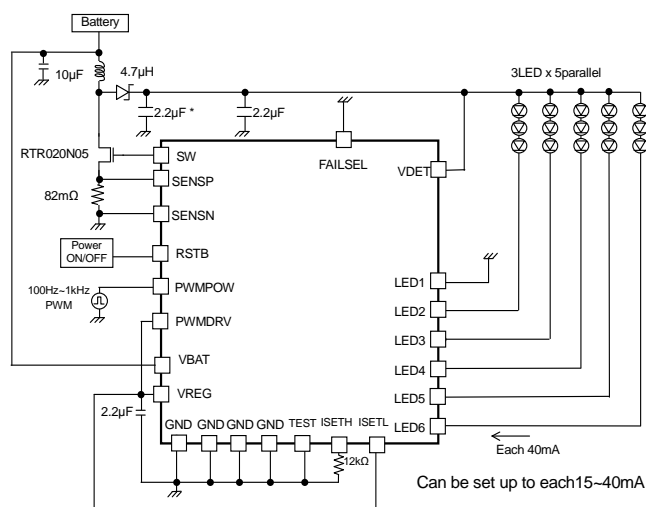 Battery
10μF
4.7μH
3LED x 5parallel
2.2μF *
2.2μF
RTR020N05
SW
FAILSEL
SENSP
VDET
82mΩ
SENSN
Power
ON/OFF
RSTB
LED1
100Hz~1kHz
PWM
PWMPOW
LED2
PWMDRV
LED3
VBAT
LED4
VREG
LED5
2.2μF
GND
GND
GND
GND
TEST
ISETH
ISETL
LED6
Each 40mA
12kΩ
Can be set up to each15~40mA